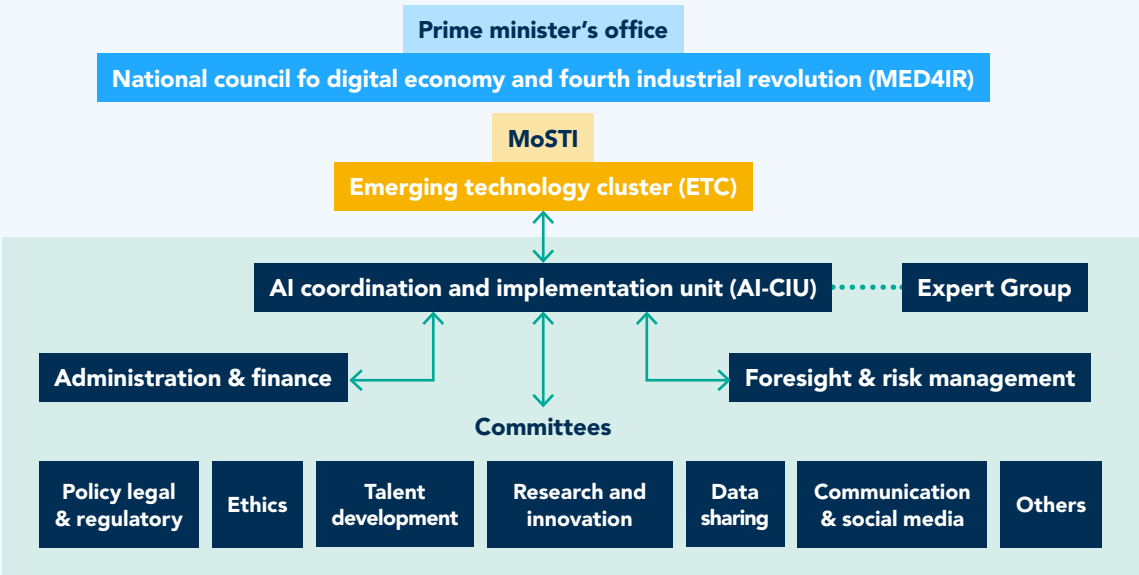 Prime minister's office
National council fo digital economy and fourth industrial revolution (MED4IR)
MoSTI
Emerging technology cluster (ETC)
AI coordination and implementation unit (AI-CIU)
Expert Group
Administration & finance
Foresight & risk management
Committees
Policy legal
& regulatory
Ethics
Talent
development
Research and
innovation
Data
sharing
Communication
& social media
Others